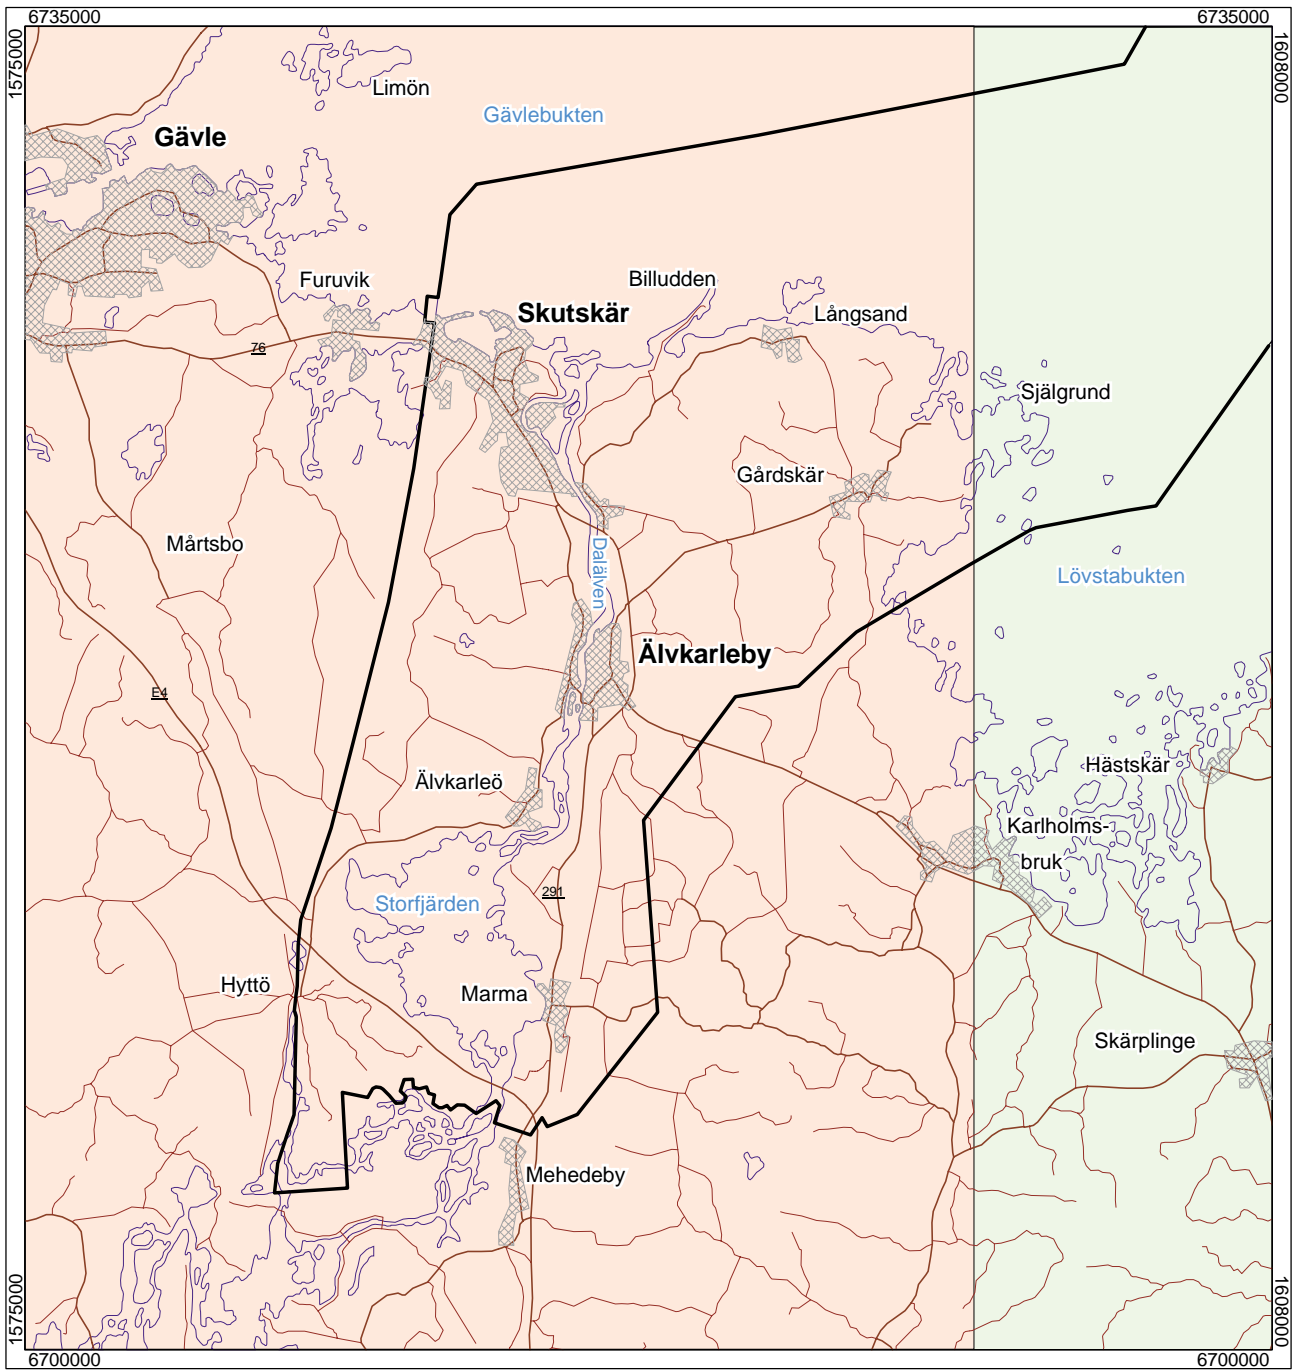 6735000
6735000
1575000
1608000
Limön
Gävlebukten
Gävle
Furuvik
Billudden
Skutskär
Långsand
76
Själgrund
Gårdskär
Mårtsbo
Dalälven
Lövstabukten
Älvkarleby
E4
Hästskär
Älvkarleö
Karlholms-
bruk
291
Storfjärden
Hyttö
Marma
Skärplinge
Mehedeby
1575000
1608000
6700000
6700000